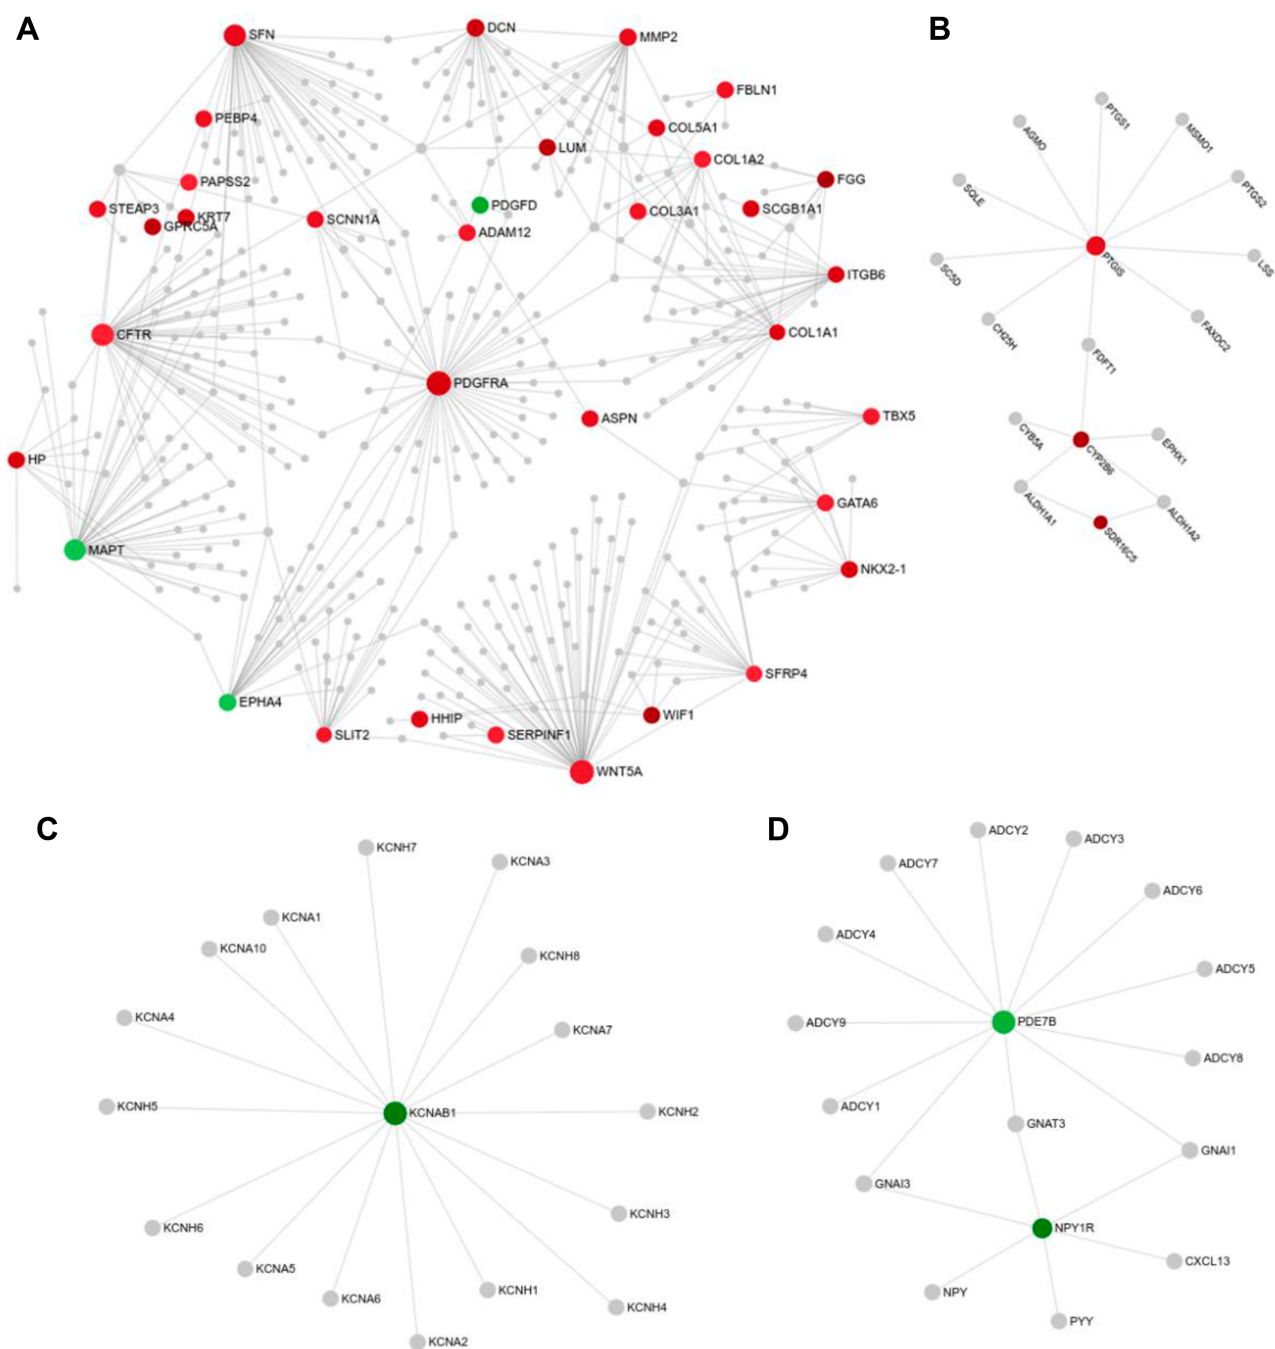 A
SFN
DCN
MMP2
FBLN1
PEBP4
COL5A1
LUM
COL1A2
FGG
PAPSS2
PDGFD
STEAP3
KRT7
SCNN1A
COL3A1
SCGB1A1
GPRC5A
ADAM12
ITGB6
CFTR
COL1A1
PDGFRA
ASPN
TBX5
HP
GATA6
MAPT
NKX2-1
SFRP4
EPHA4
HHIP
WIF1
SLIT2
SERPINF1
WNT5A
B
PTGS1
AGMO
MSMO1
SQLE
PTGS2
PTGIS
SC5D
LSS
CH25H
FAXDC2
FDFT1
CYB5A
CYP2B6
EPHX1
ALDH1A1
ALDH1A2
SDR16C5
C
KCNH7
KCNA3
KCNA1
KCNA10
KCNH8
KCNA4
KCNA7
KCNH5
KCNAB1
KCNH2
KCNH6
KCNH3
KCNA5
KCNA6
KCNH1
KCNH4
KCNA2
D
ADCY2
ADCY3
ADCY7
ADCY6
ADCY4
ADCY5
ADCY9
PDE7B
ADCY8
ADCY1
GNAT3
GNAI1
GNAI3
NPY1R
CXCL13
NPY
PYY